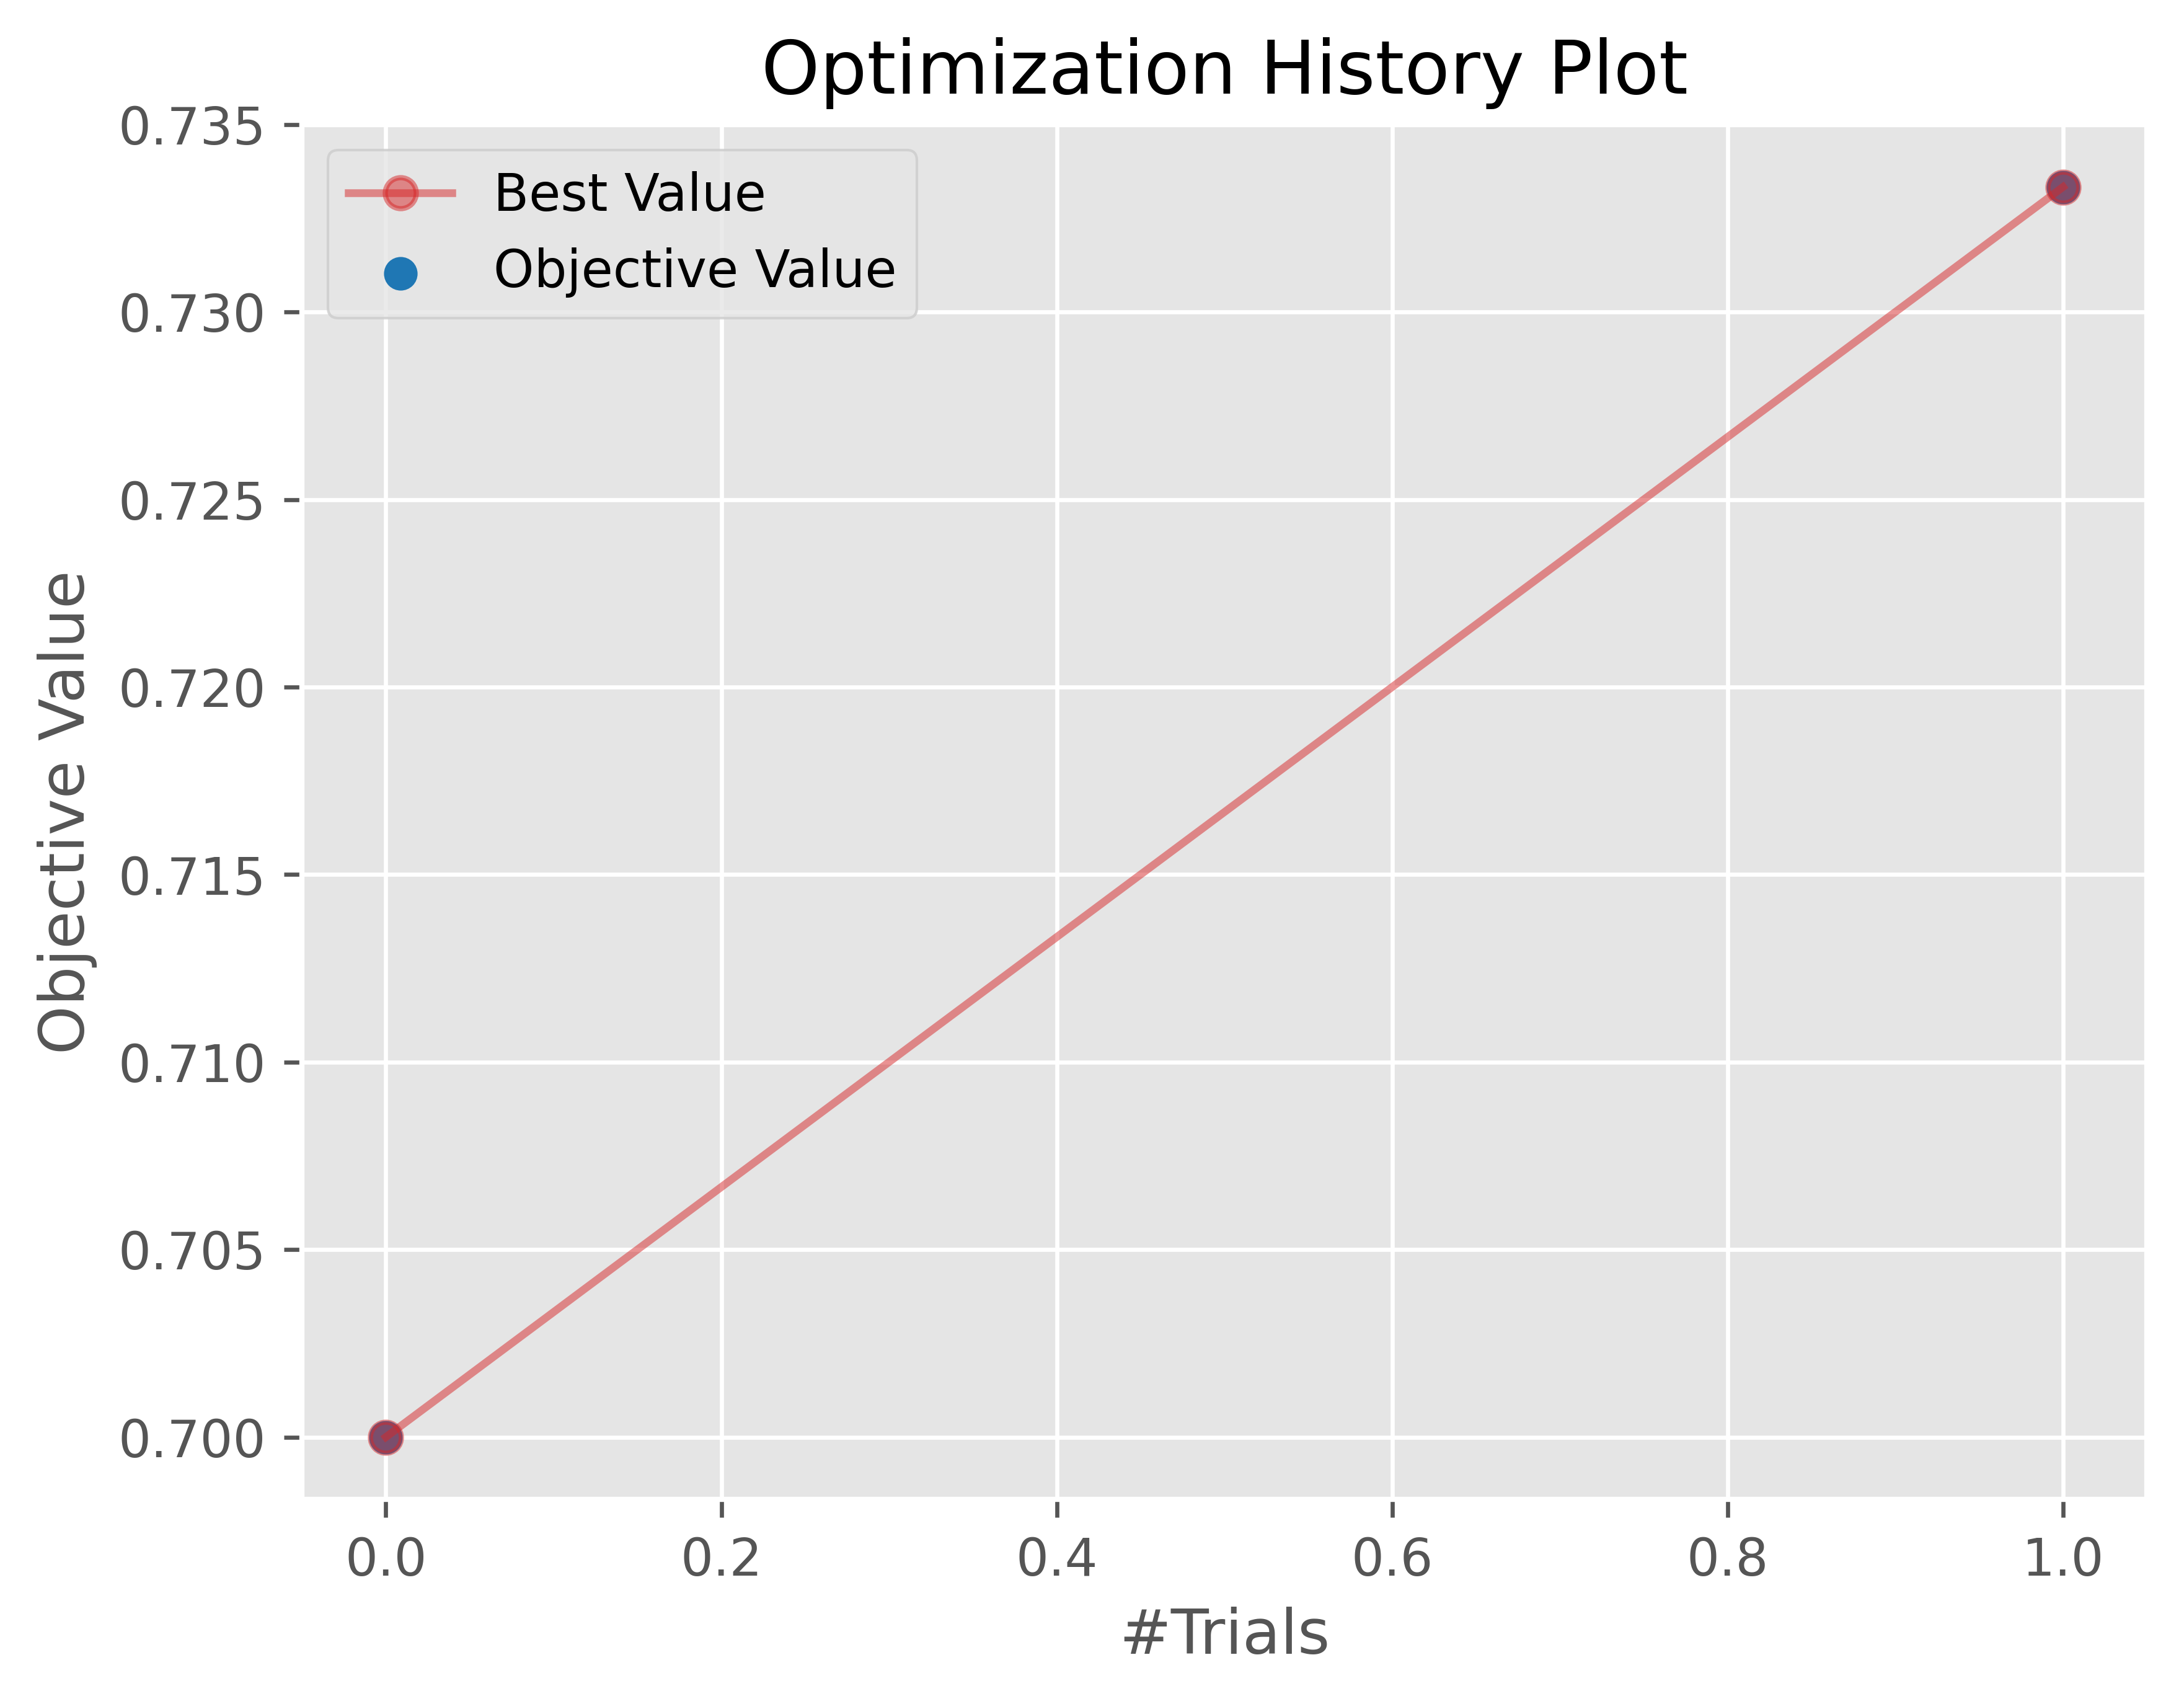 Optimization History Plot
0.735
Best Value
Objective Value
0.730
0.725
0.720
0.715
0.710
0.705
0.700
Objective Value
0.0 0.2 0.4 0.6 0.8 1.0
#Trials